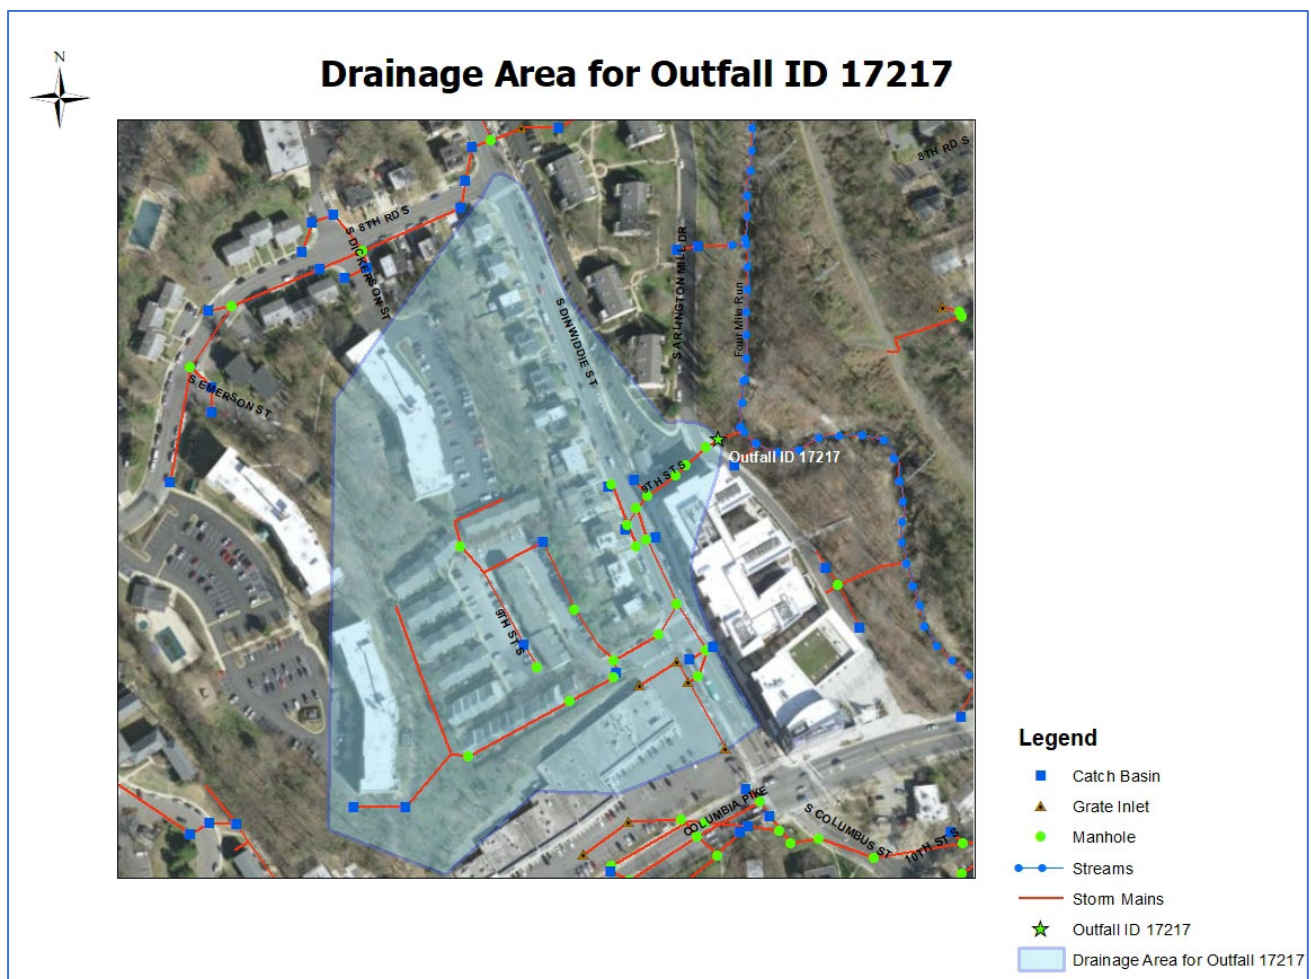 N
Drainage Area for Outfall ID 17217
8TH RD S
S 8TH RD S
S DICKERSON ST
S ARLINGTON MILL DR
Four Mile Run
S DINWIDDIE ST
S EMERSON ST
Outfall ID 17217
9TH ST S
9TH ST S
COLUMBIA PIKE
S COLUMBUS ST
10TH ST S
Legend
Catch Basin
Grate Inlet
Manhole
Streams
Storm Mains
Outfall ID 17217
Drainage Area for Outfall 17217